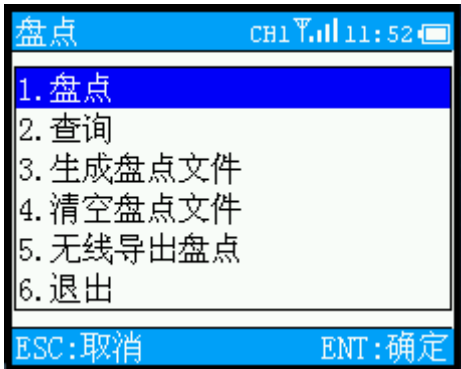 盘点 CH1 11:52
1.盘点
2.查询
3.生成盘点文件
4.清空盘点文件
5.无线导出盘点
6.退出
ESC:取消 ENT:确定